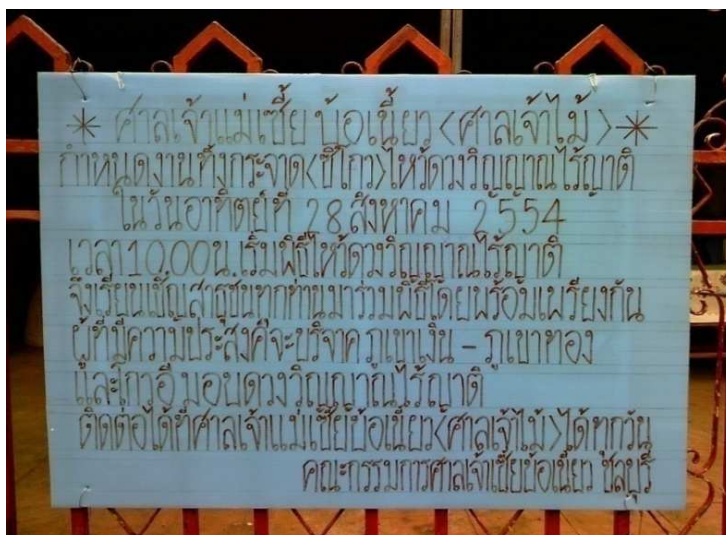 * ศาลเจ้าแม่เซี้ย บ้อเนี้ยว <ศาลเจ้าไม้> *
กำหนดงานทิ้งกระจาด<ซิโกว>ไหว้ดวงวิญญาณไร้ญาติ
ในวันอาทิตย์ที่ 28 สิงหาคม 2554
เวลา 10.00 น. เริ่มพิธีไหว้ดวงวิญญาณไร้ญาติ
จึงเรียนเชิญสาธุชนทุกท่านมาร่วมพิธีโดยพร้อมเพรียงกัน
ผู้ที่มีความประสงค์จะบริจาค ภูเขาเงิน - ภูเขาทอง
และโกวอี มอบดวงวิญญาณไร้ญาติ
ติดต่อได้ที่ศาลเจ้าแม่เซี้ยบ้อเนี้ยว<ศาลเจ้าไม้>ได้ทุกวัน
คณะกรรมการศาลเจ้าเซี้ยบ้อเนี้ยว ชลบุรี